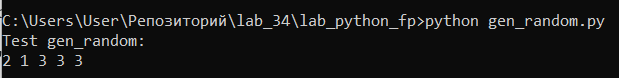 C:\Users\User\Репозиторий\lab_34\lab_python_fp>python gen_random.py
Test gen_random:
2 1 3 3 3